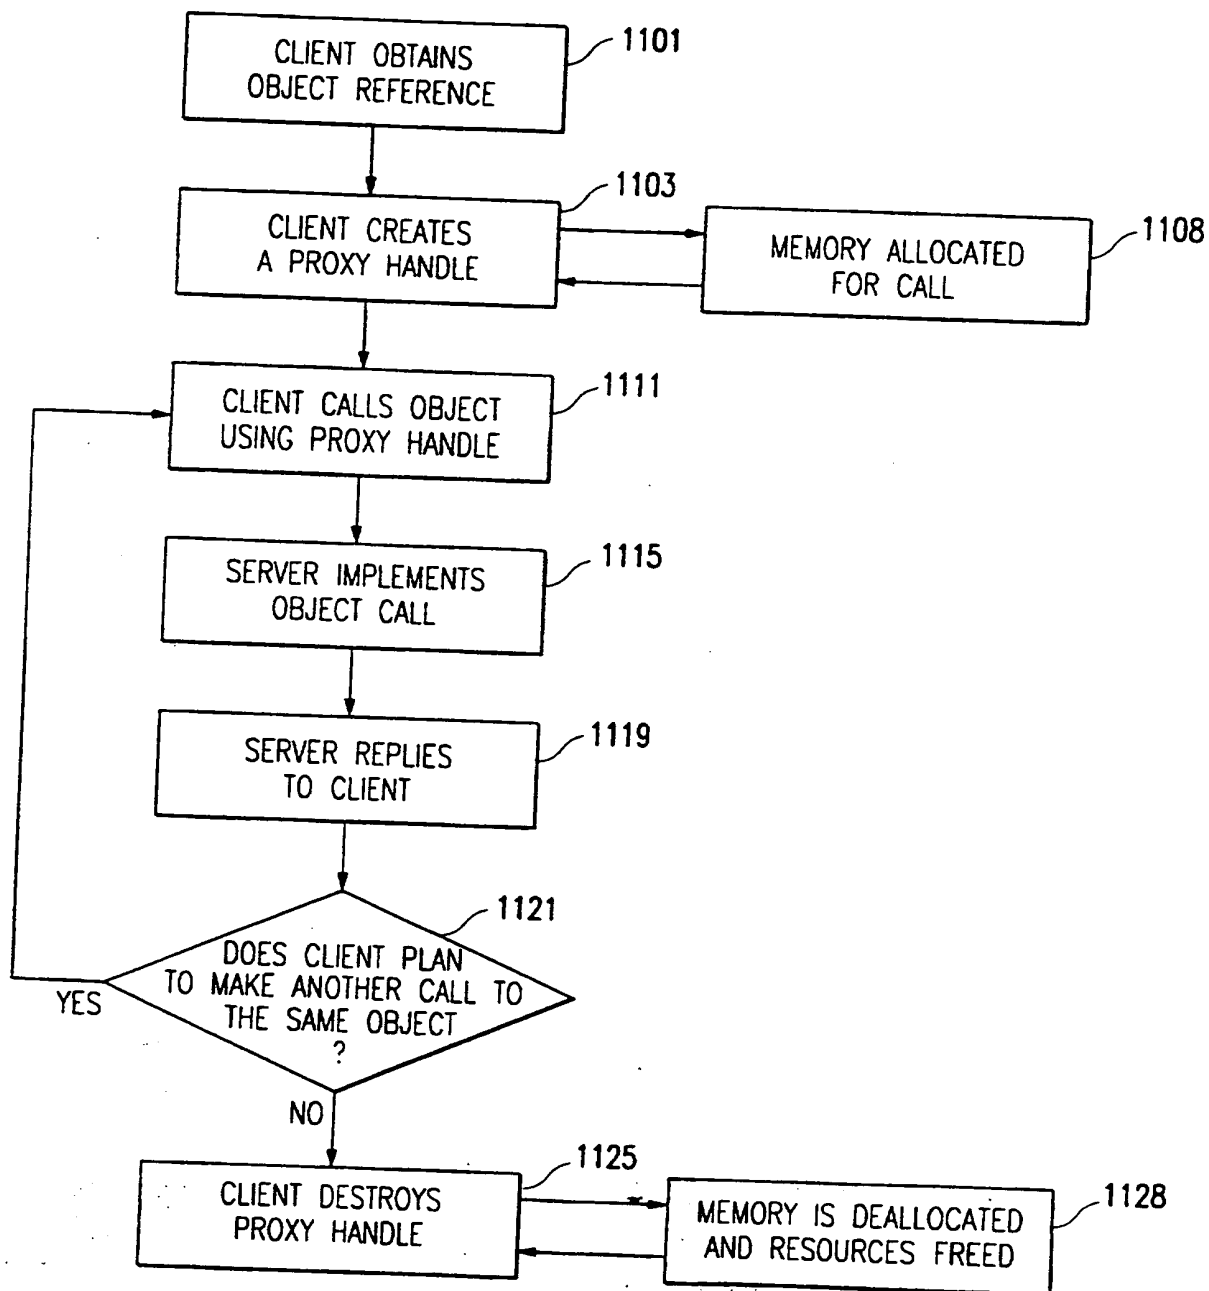 CLIENT OBTAINS
OBJECT REFERENCE
1101
CLIENT CREATES
A PROXY HANDLE
1103
MEMORY ALLOCATED
FOR CALL
1108
CLIENT CALLS OBJECT
USING PROXY HANDLE
1111
SERVER IMPLEMENTS
OBJECT CALL
1115
SERVER REPLIES
TO CLIENT
1119
DOES CLIENT PLAN
TO MAKE ANOTHER CALL TO
THE SAME OBJECT
?
1121
YES
NO
CLIENT DESTROYS
PROXY HANDLE
1125
MEMORY IS DEALLOCATED
AND RESOURCES FREED
1128